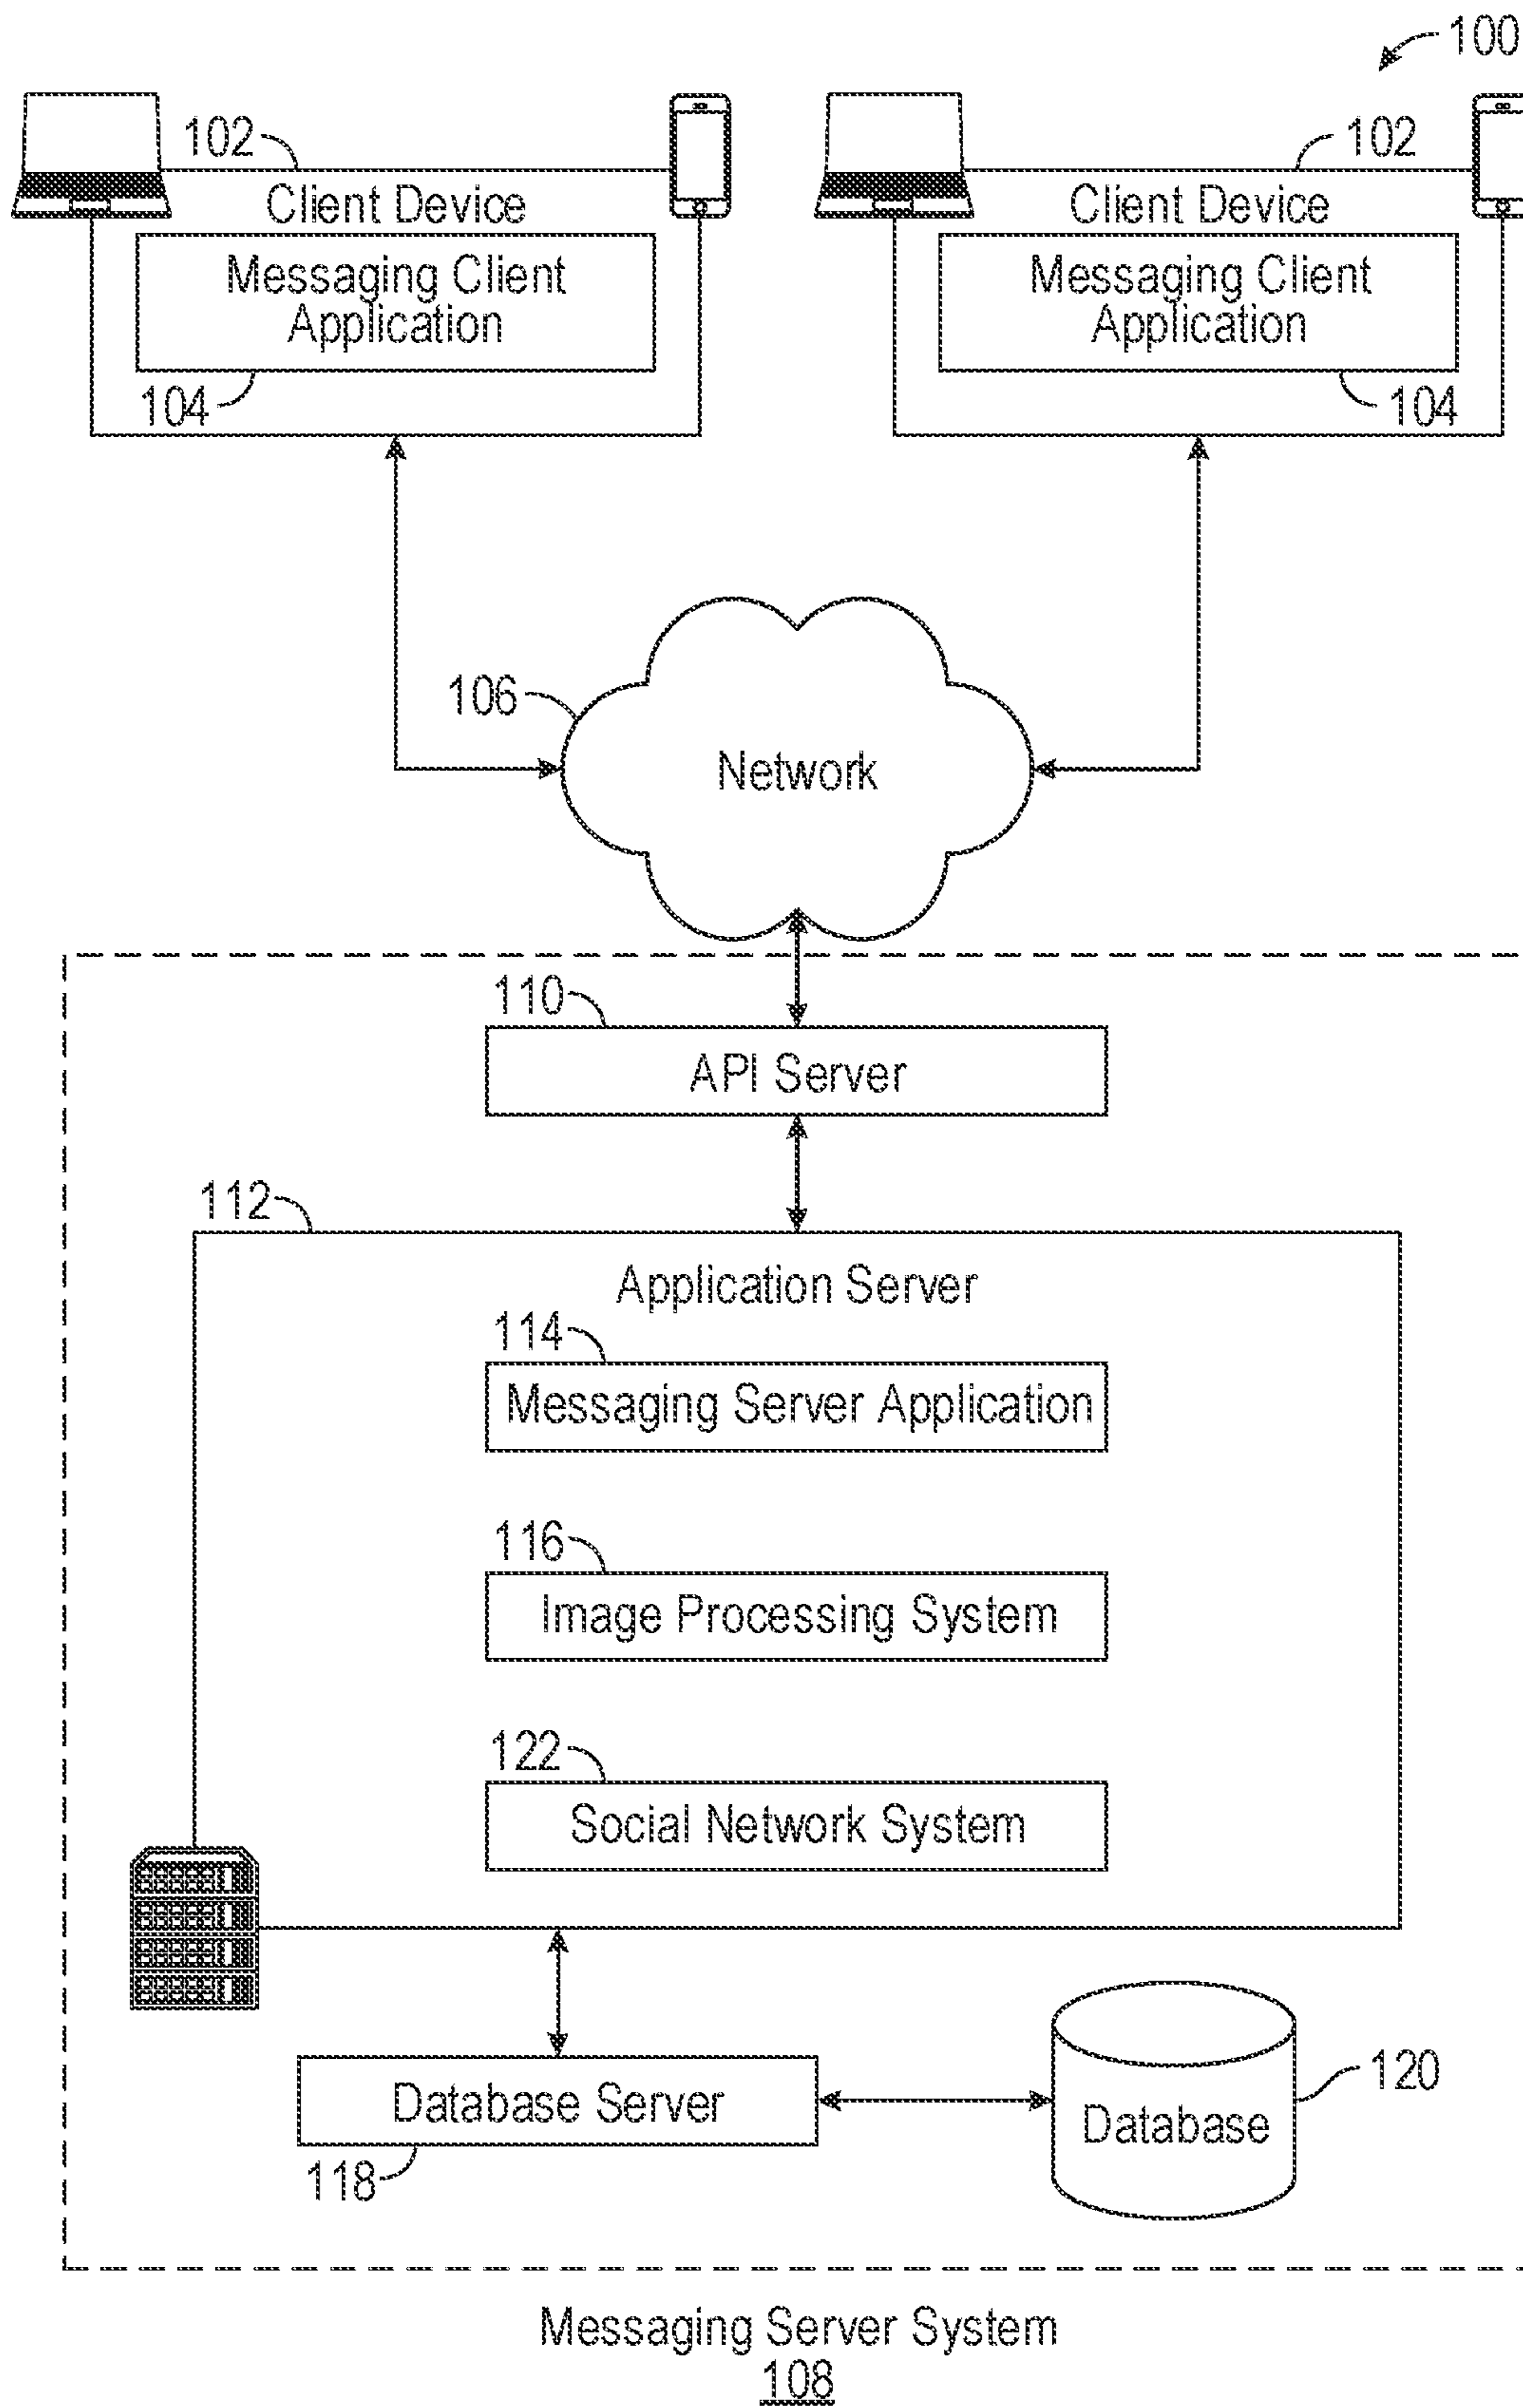 100
102
102
Client Device
Client Device
Messaging Client
Application
Messaging Client
Application
104
104
106
Network
110
API Server
112
Application Server
114
Messaging Server Application
116
Image Processing System
122
Social Network System
Database Server
118
120
Database
Messaging Server System
108